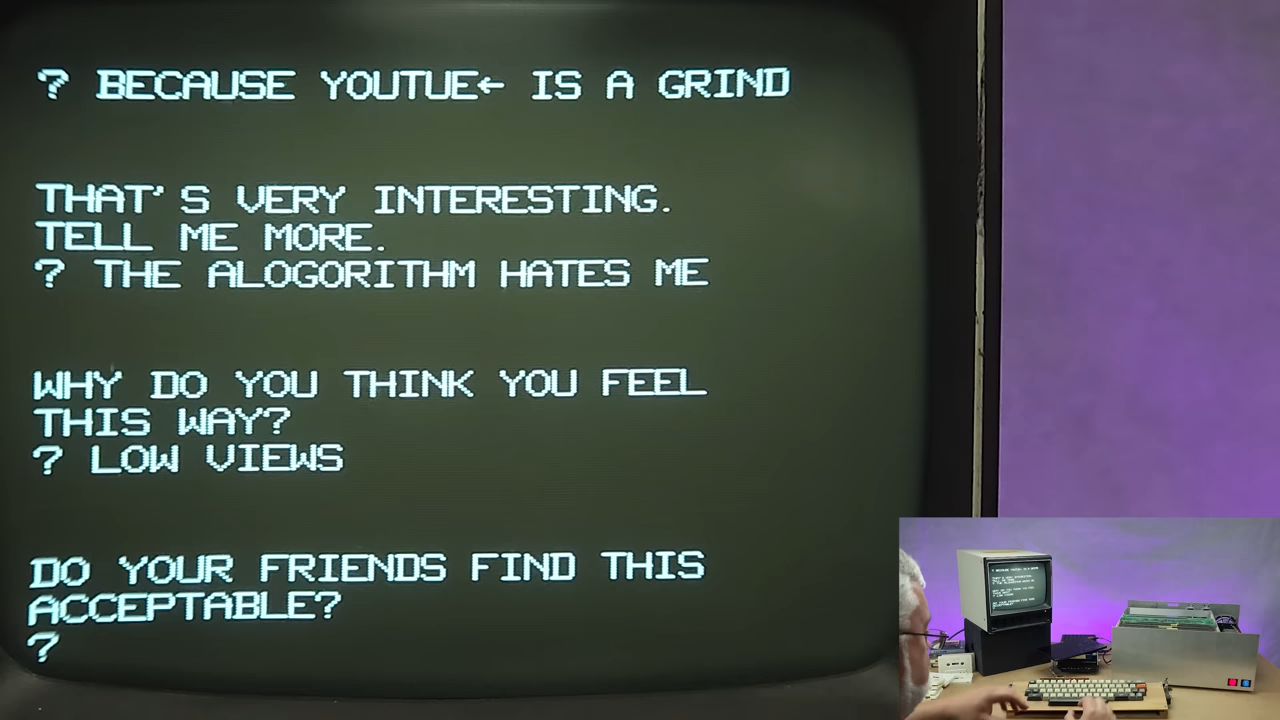 ? BECAUSE YOUTUE← IS A GRIND
THAT'S VERY INTERESTING.
TELL ME MORE.
? THE ALOGORITHM HATES ME
WHY DO YOU THINK YOU FEEL
THIS WAY?
? LOW VIEWS
DO YOUR FRIENDS FIND THIS
ACCEPTABLE?
?